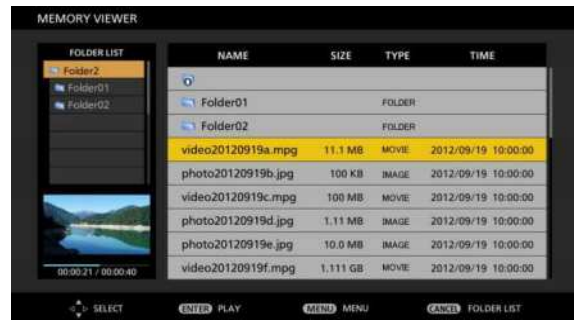 MEMORY VIEWER
FOLDER LIST
Folder2
Folder01
Folder02
00:00:21 / 00:00:40
NAME SIZE TYPE TIME
Folder01 FOLDER
Folder02 FOLDER
video20120919a.mpg 11.1 MB MOVIE 2012/09/19 10:00:00
photo20120919b.jpg 100 KB IMAGE 2012/09/19 10:00:00
video20120919c.mpg 100 MB MOVIE 2012/09/19 10:00:00
photo20120919d.jpg 1.11 MB IMAGE 2012/09/19 10:00:00
photo20120919e.jpg 10.0 MB IMAGE 2012/09/19 10:00:00
video20120919f.mpg 1.111 GB MOVIE 2012/09/19 10:00:00
SELECT ENTER PLAY MENU MENU CANCEL FOLDER LIST